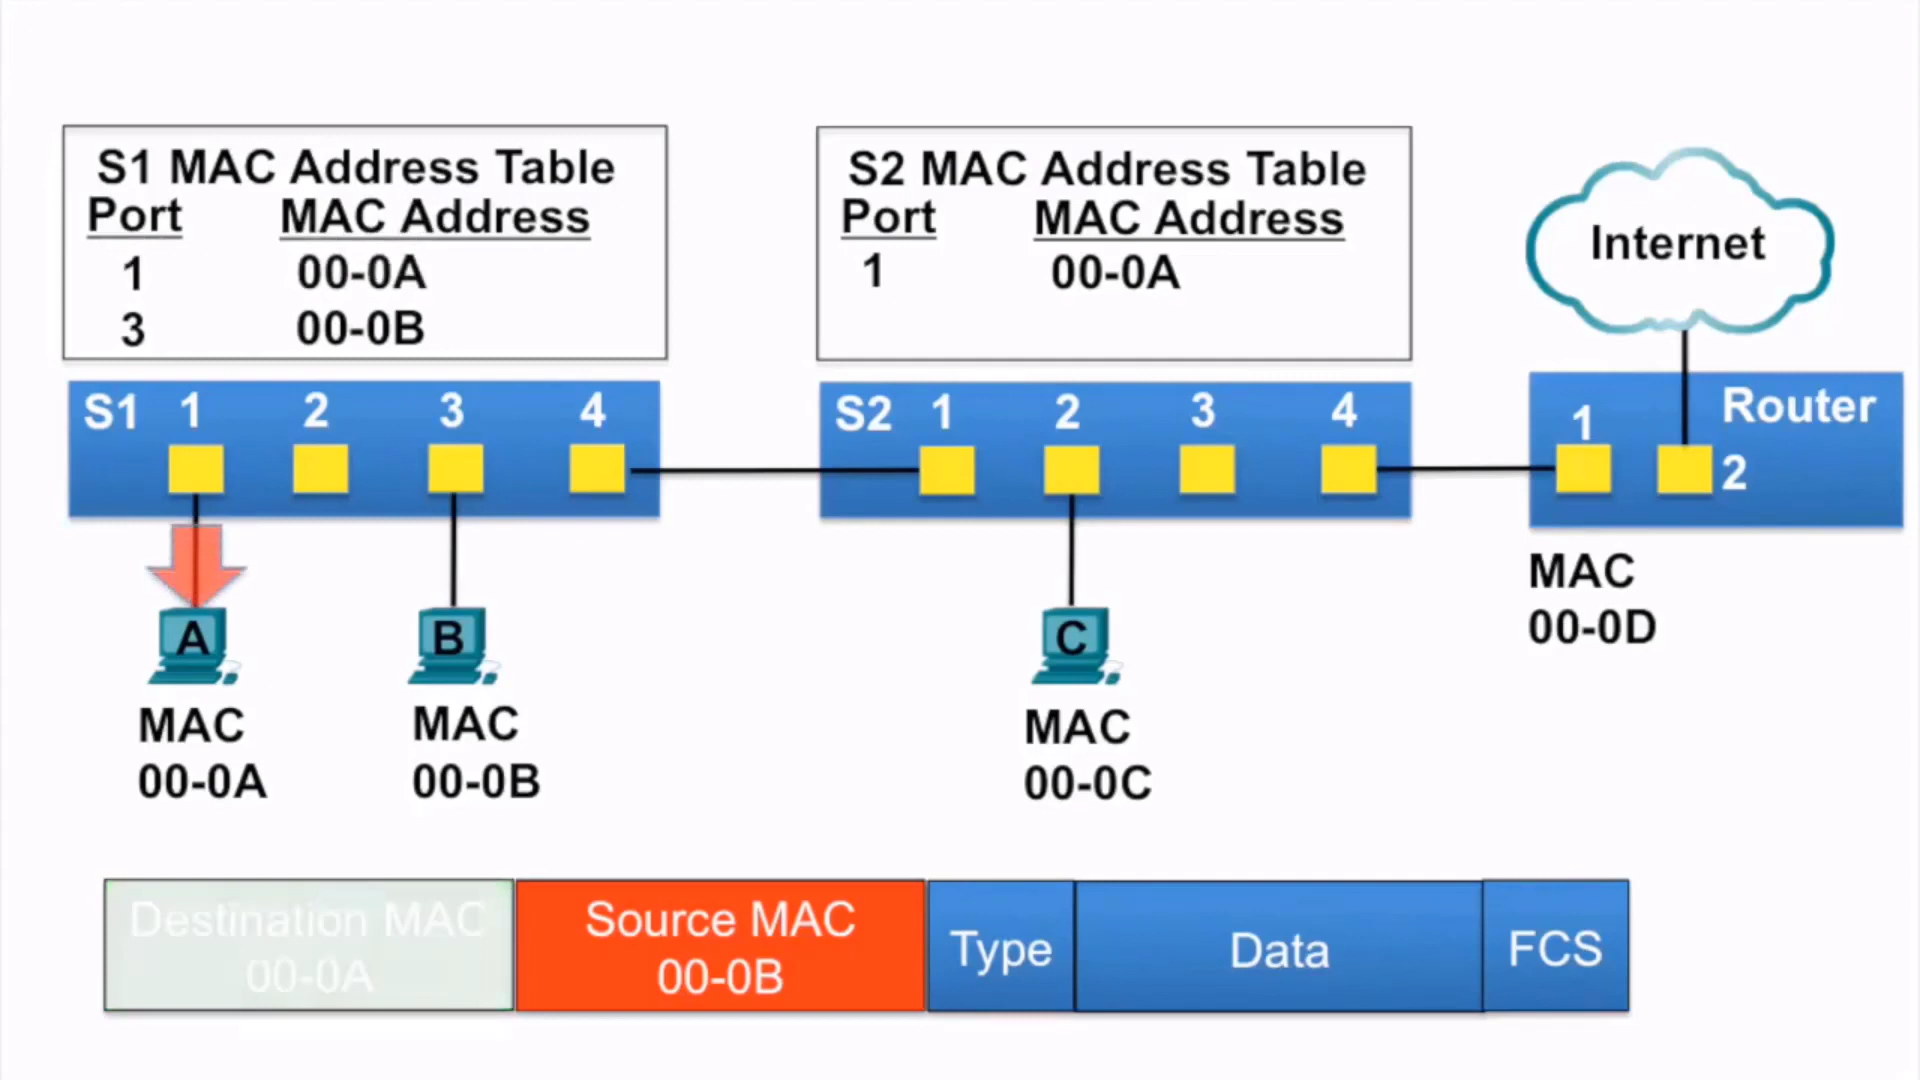 S1 MAC Address Table
Port MAC Address
1 00-0A
3 00-0B
S2 MAC Address Table
Port MAC Address
1 00-0A
Internet
S1 1 2 3 4
S2 1 2 3 4
1 Router
2
A
B
C
MAC
00-0A
MAC
00-0B
MAC
00-0C
MAC
00-0D
Destination MAC
00-0A
Source MAC
00-0B
Type
Data
FCS